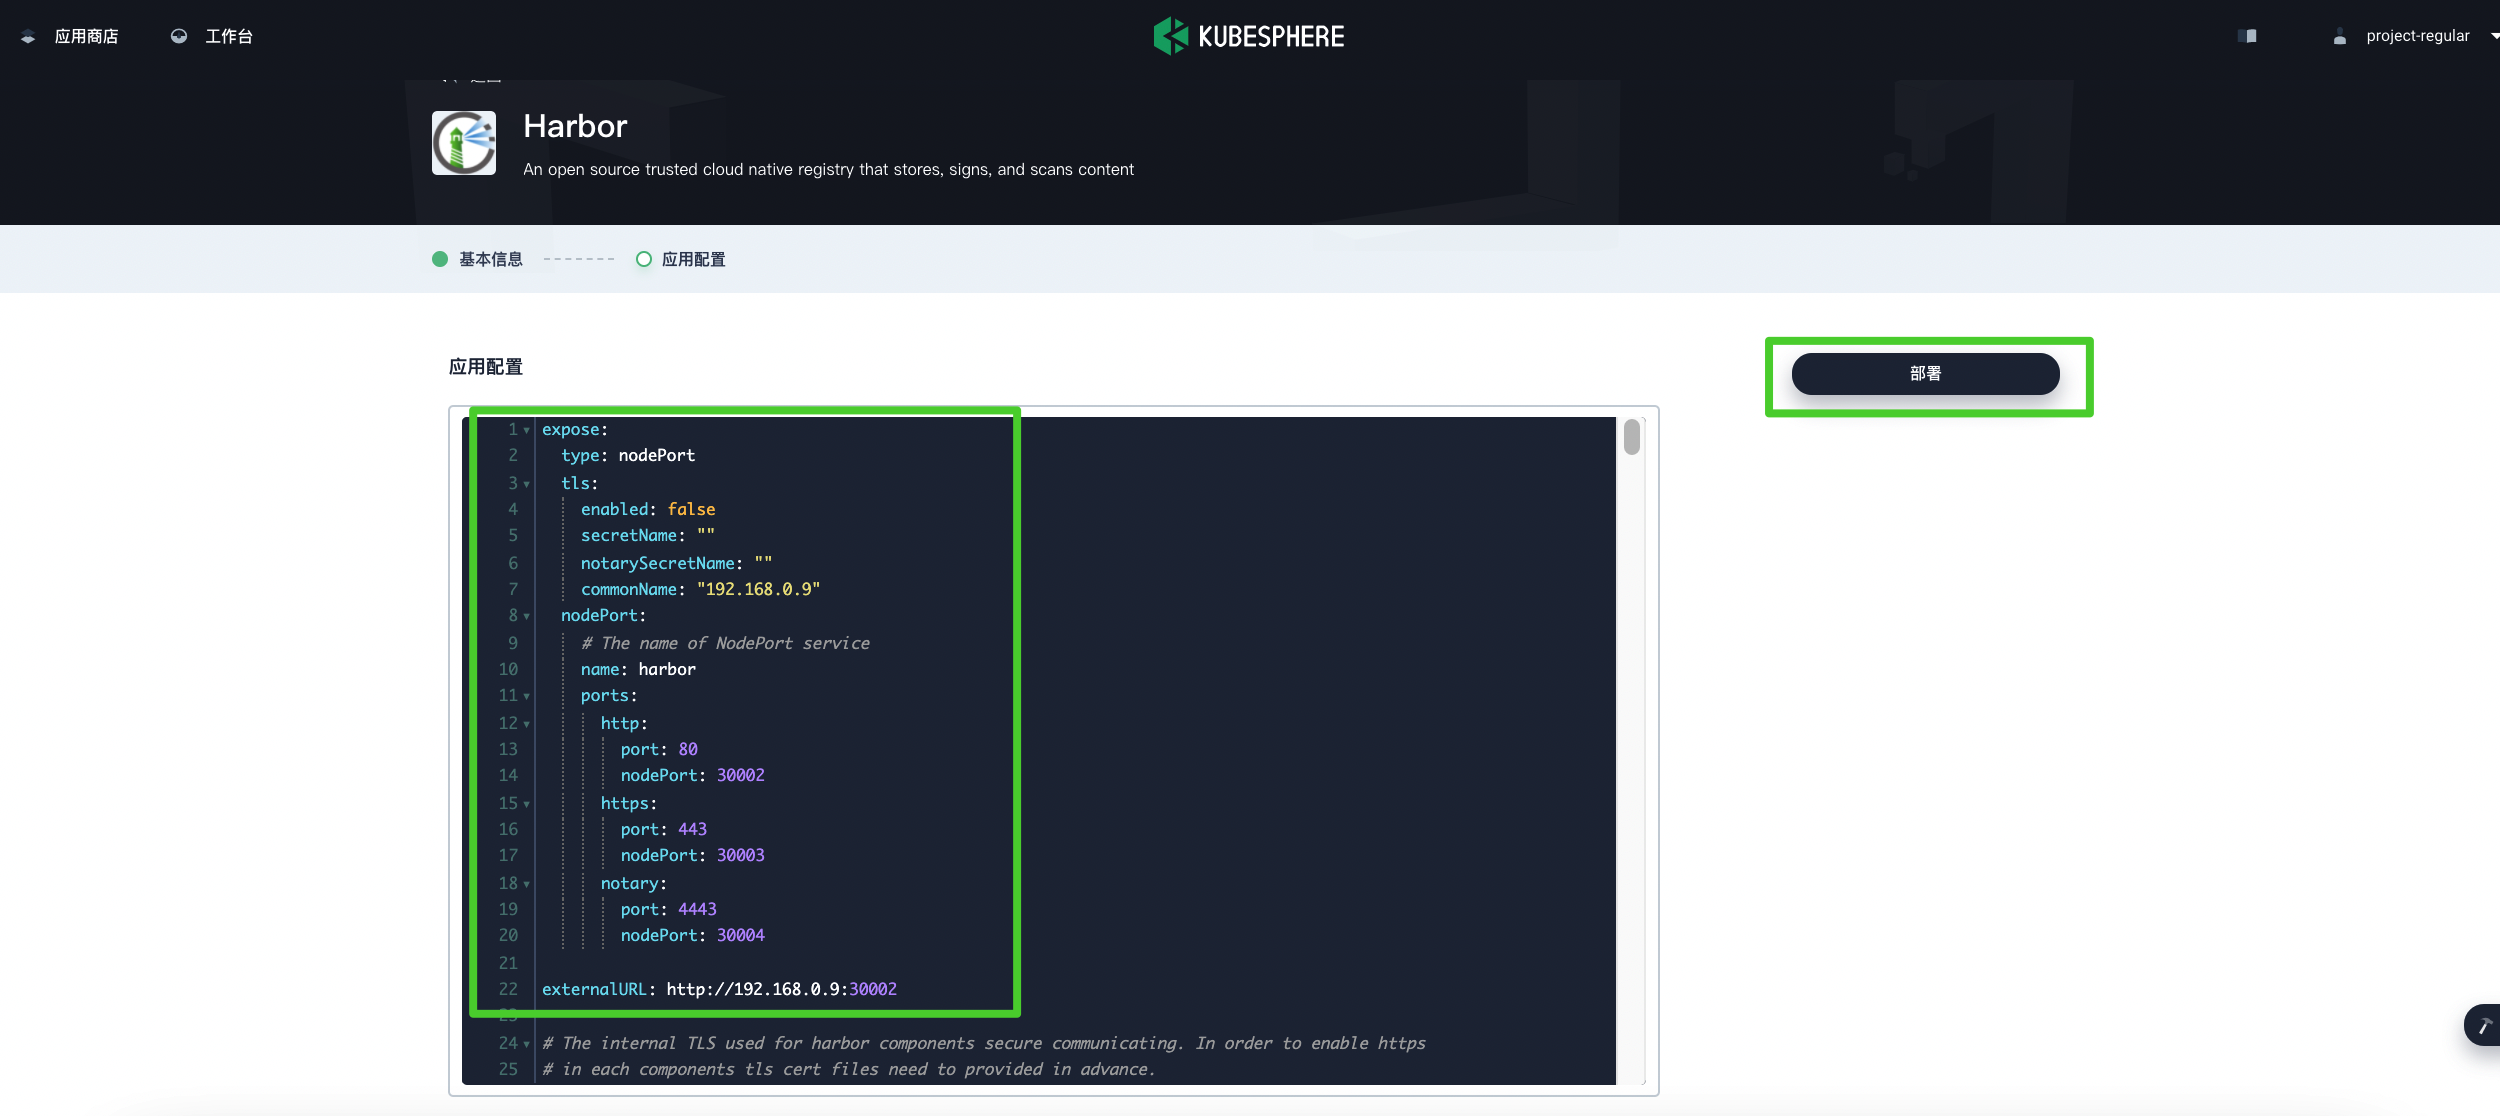 应用商店
工作台
KUBESPHERE
project-regular
Harbor
An open source trusted cloud native registry that stores, signs, and scans content
基本信息
应用配置
应用配置
部署
1 expose:
2 type: nodePort
3 tls:
4 enabled: false
5 secretName: ""
6 notarySecretName: ""
7 commonName: "192.168.0.9"
8 nodePort:
9 # The name of NodePort service
10 name: harbor
11 ports:
12 http:
13 port: 80
14 nodePort: 30002
15 https:
16 port: 443
17 nodePort: 30003
18 notary:
19 port: 4443
20 nodePort: 30004
21
22 externalURL: http://192.168.0.9:30002
23
24 # The internal TLS used for harbor components secure communicating. In order to enable https
25 # in each components tls cert files need to provided in advance.